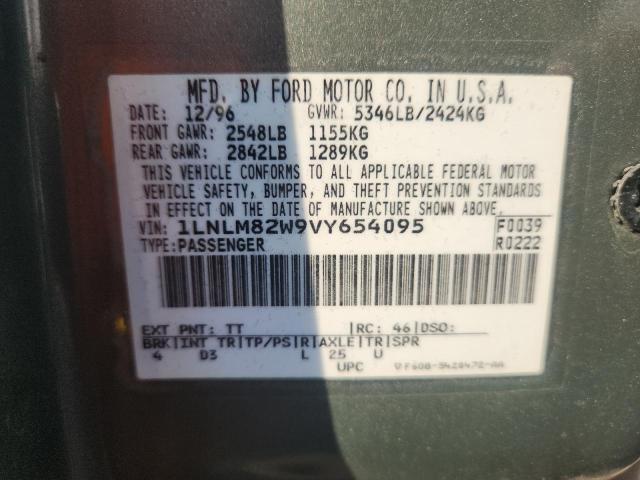 MFD. BY FORD MOTOR CO. IN U.S.A.
DATE: 12/96 GVWR: 5346LB/2424KG
FRONT GAWR: 2548LB 1155KG
REAR GAWR: 2842LB 1289KG
THIS VEHICLE CONFORMS TO ALL APPLICABLE FEDERAL MOTOR
VEHICLE SAFETY, BUMPER, AND THEFT PREVENTION STANDARDS
IN EFFECT ON THE DATE OF MANUFACTURE SHOWN ABOVE.
VIN: 1LNLM82W9VY654095 F0039
TYPE: PASSENGER R0222
EXT PNT: TT RC: 46 DSO:
BRK INT TR TP/PS R AXLE TR SPR
4 D3 L 25 U
UPC